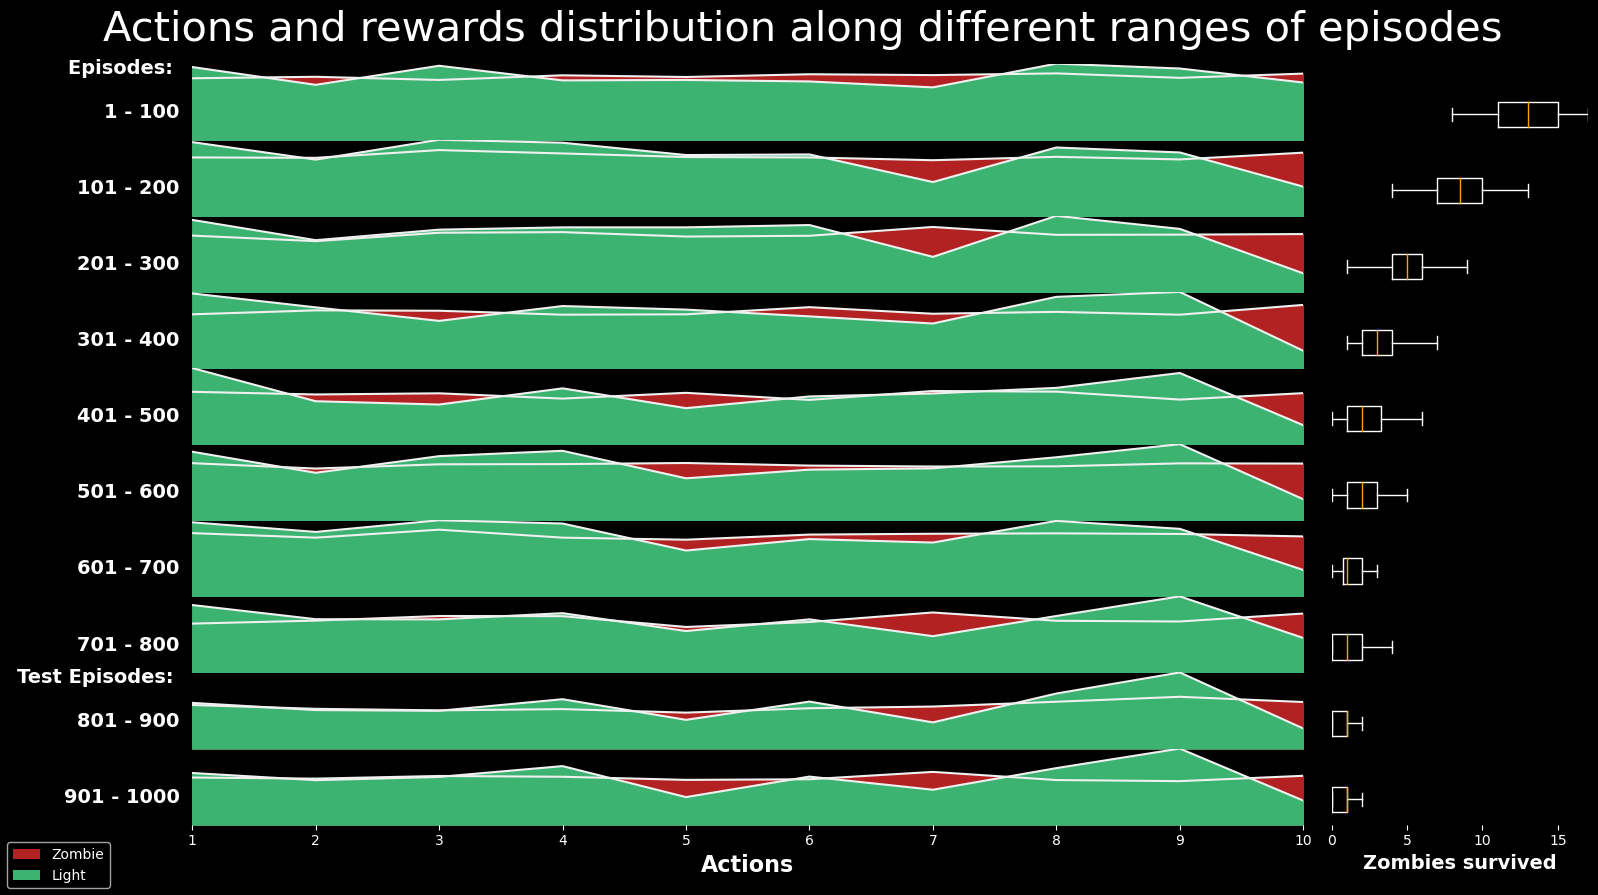 Actions and rewards distribution along different ranges of episodes
Episodes:
1 - 100
101 - 200
201 - 300
301 - 400
401 - 500
501 - 600
601 - 700
701 - 800
Test Episodes:
801 - 900
901 - 1000
1 2 3 4 5 6 7 8 9 10
0 5 10 15
Actions
Zombies survived
Zombie
Light